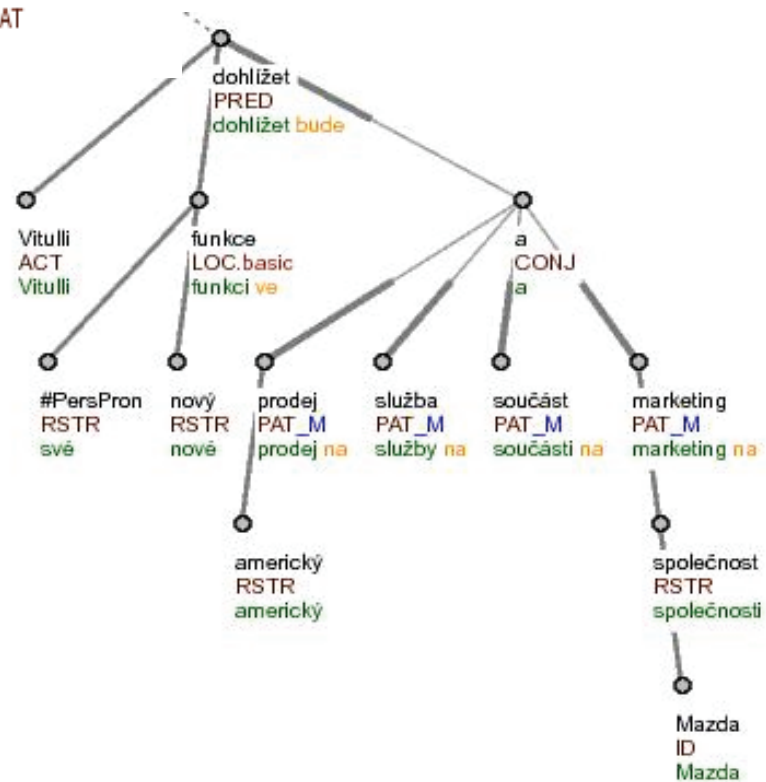 AT
dohlížet
PRED
dohlížet bude
Vitulli
ACT
Vitulli
funkce
LOC.basic
funkci ve
a
CONJ
a
#PersPron
RSTR
své
nový
RSTR
nové
prodej
PAT_M
prodej na
služba
PAT_M
služby na
součást
PAT_M
součásti na
marketing
PAT_M
marketing na
americký
RSTR
americký
společnost
RSTR
společnosti
Mazda
ID
Mazda